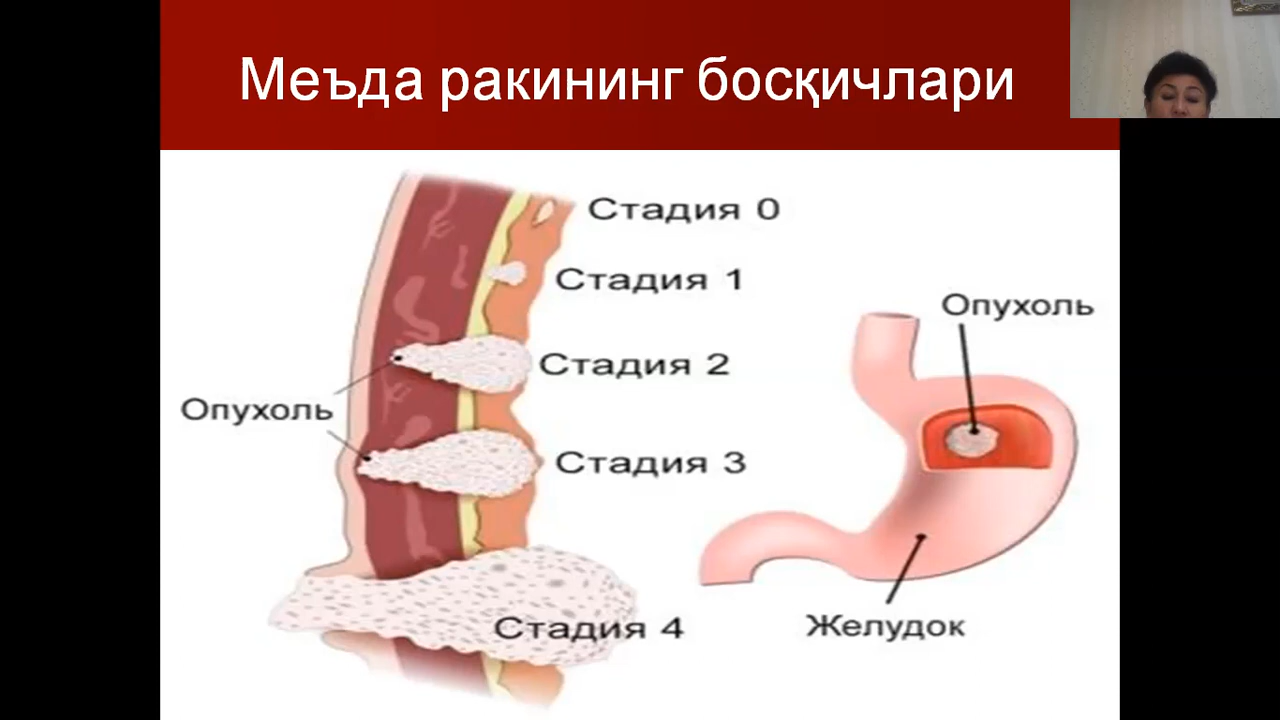 Меъда ракининг босқичлари
Стадия 0
Стадия 1
Опухоль
Стадия 2
Опухоль
Стадия 3
Стадия 4
Желудок